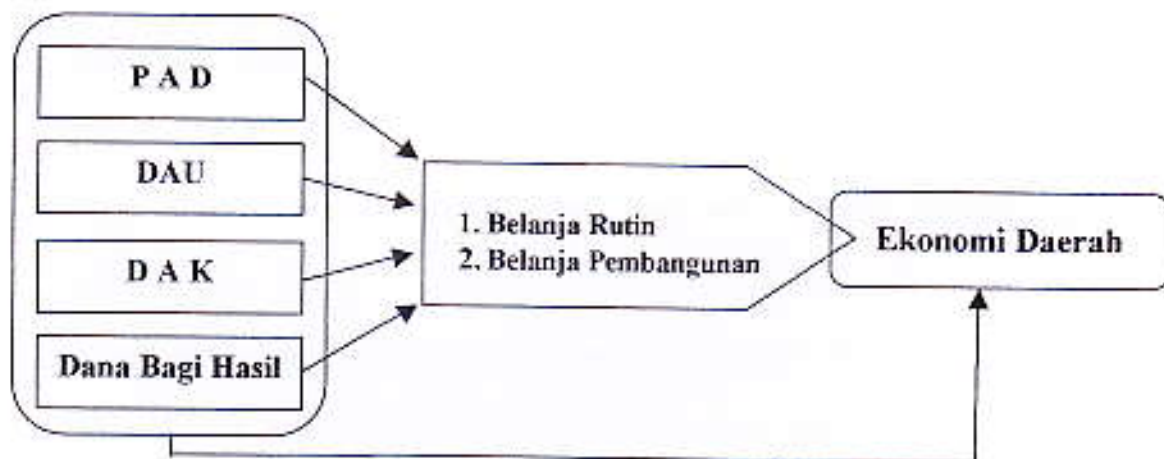 P A D
DAU
D A K
Dana Bagi Hasil
1. Belanja Rutin
2. Belanja Pembangunan
Ekonomi Daerah